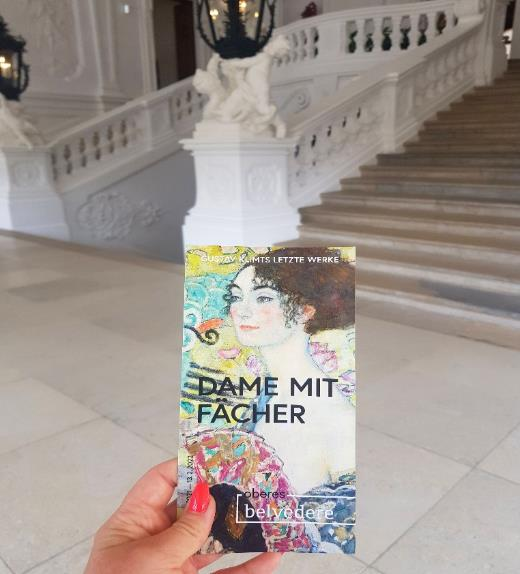 GUSTAV KLIMTS LETZTE WERKE
DAME MIT
FÄCHER
oberes
belvedere